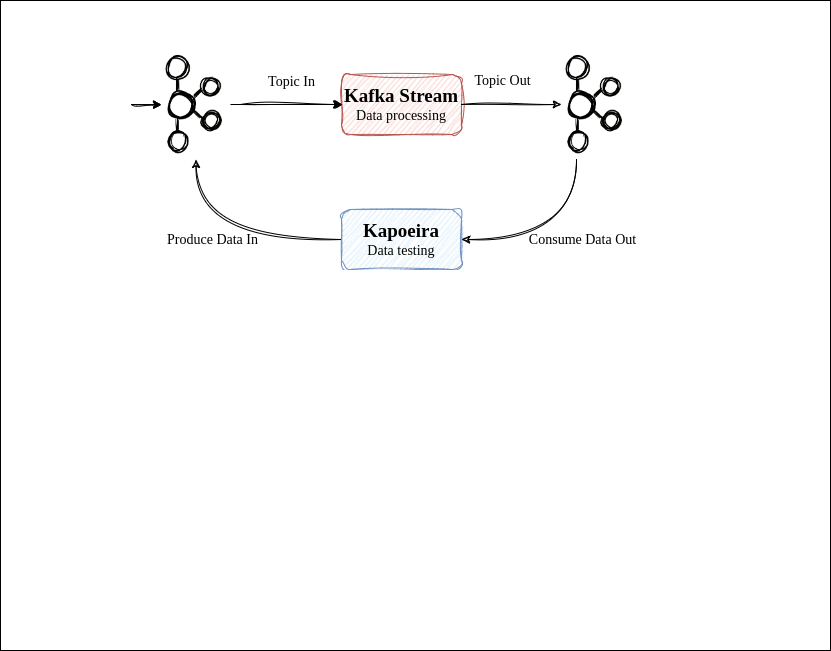 Topic In
Kafka Stream
Data processing
Topic Out
Produce Data In
Kapoeira
Data testing
Consume Data Out